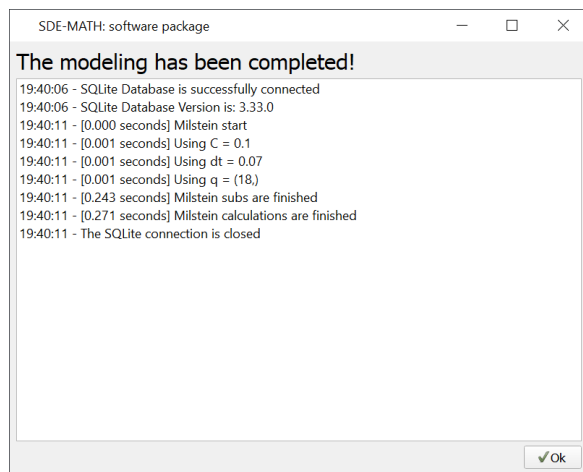 SDE-MATH: software package
The modeling has been completed!
19:40:06 - SQLite Database is successfully connected
19:40:06 - SQLite Database Version is: 3.33.0
19:40:11 - [0.000 seconds] Milstein start
19:40:11 - [0.001 seconds] Using C = 0.1
19:40:11 - [0.001 seconds] Using dt = 0.07
19:40:11 - [0.001 seconds] Using q = (18,)
19:40:11 - [0.243 seconds] Milstein subs are finished
19:40:11 - [0.271 seconds] Milstein calculations are finished
19:40:11 - The SQLite connection is closed
Ok